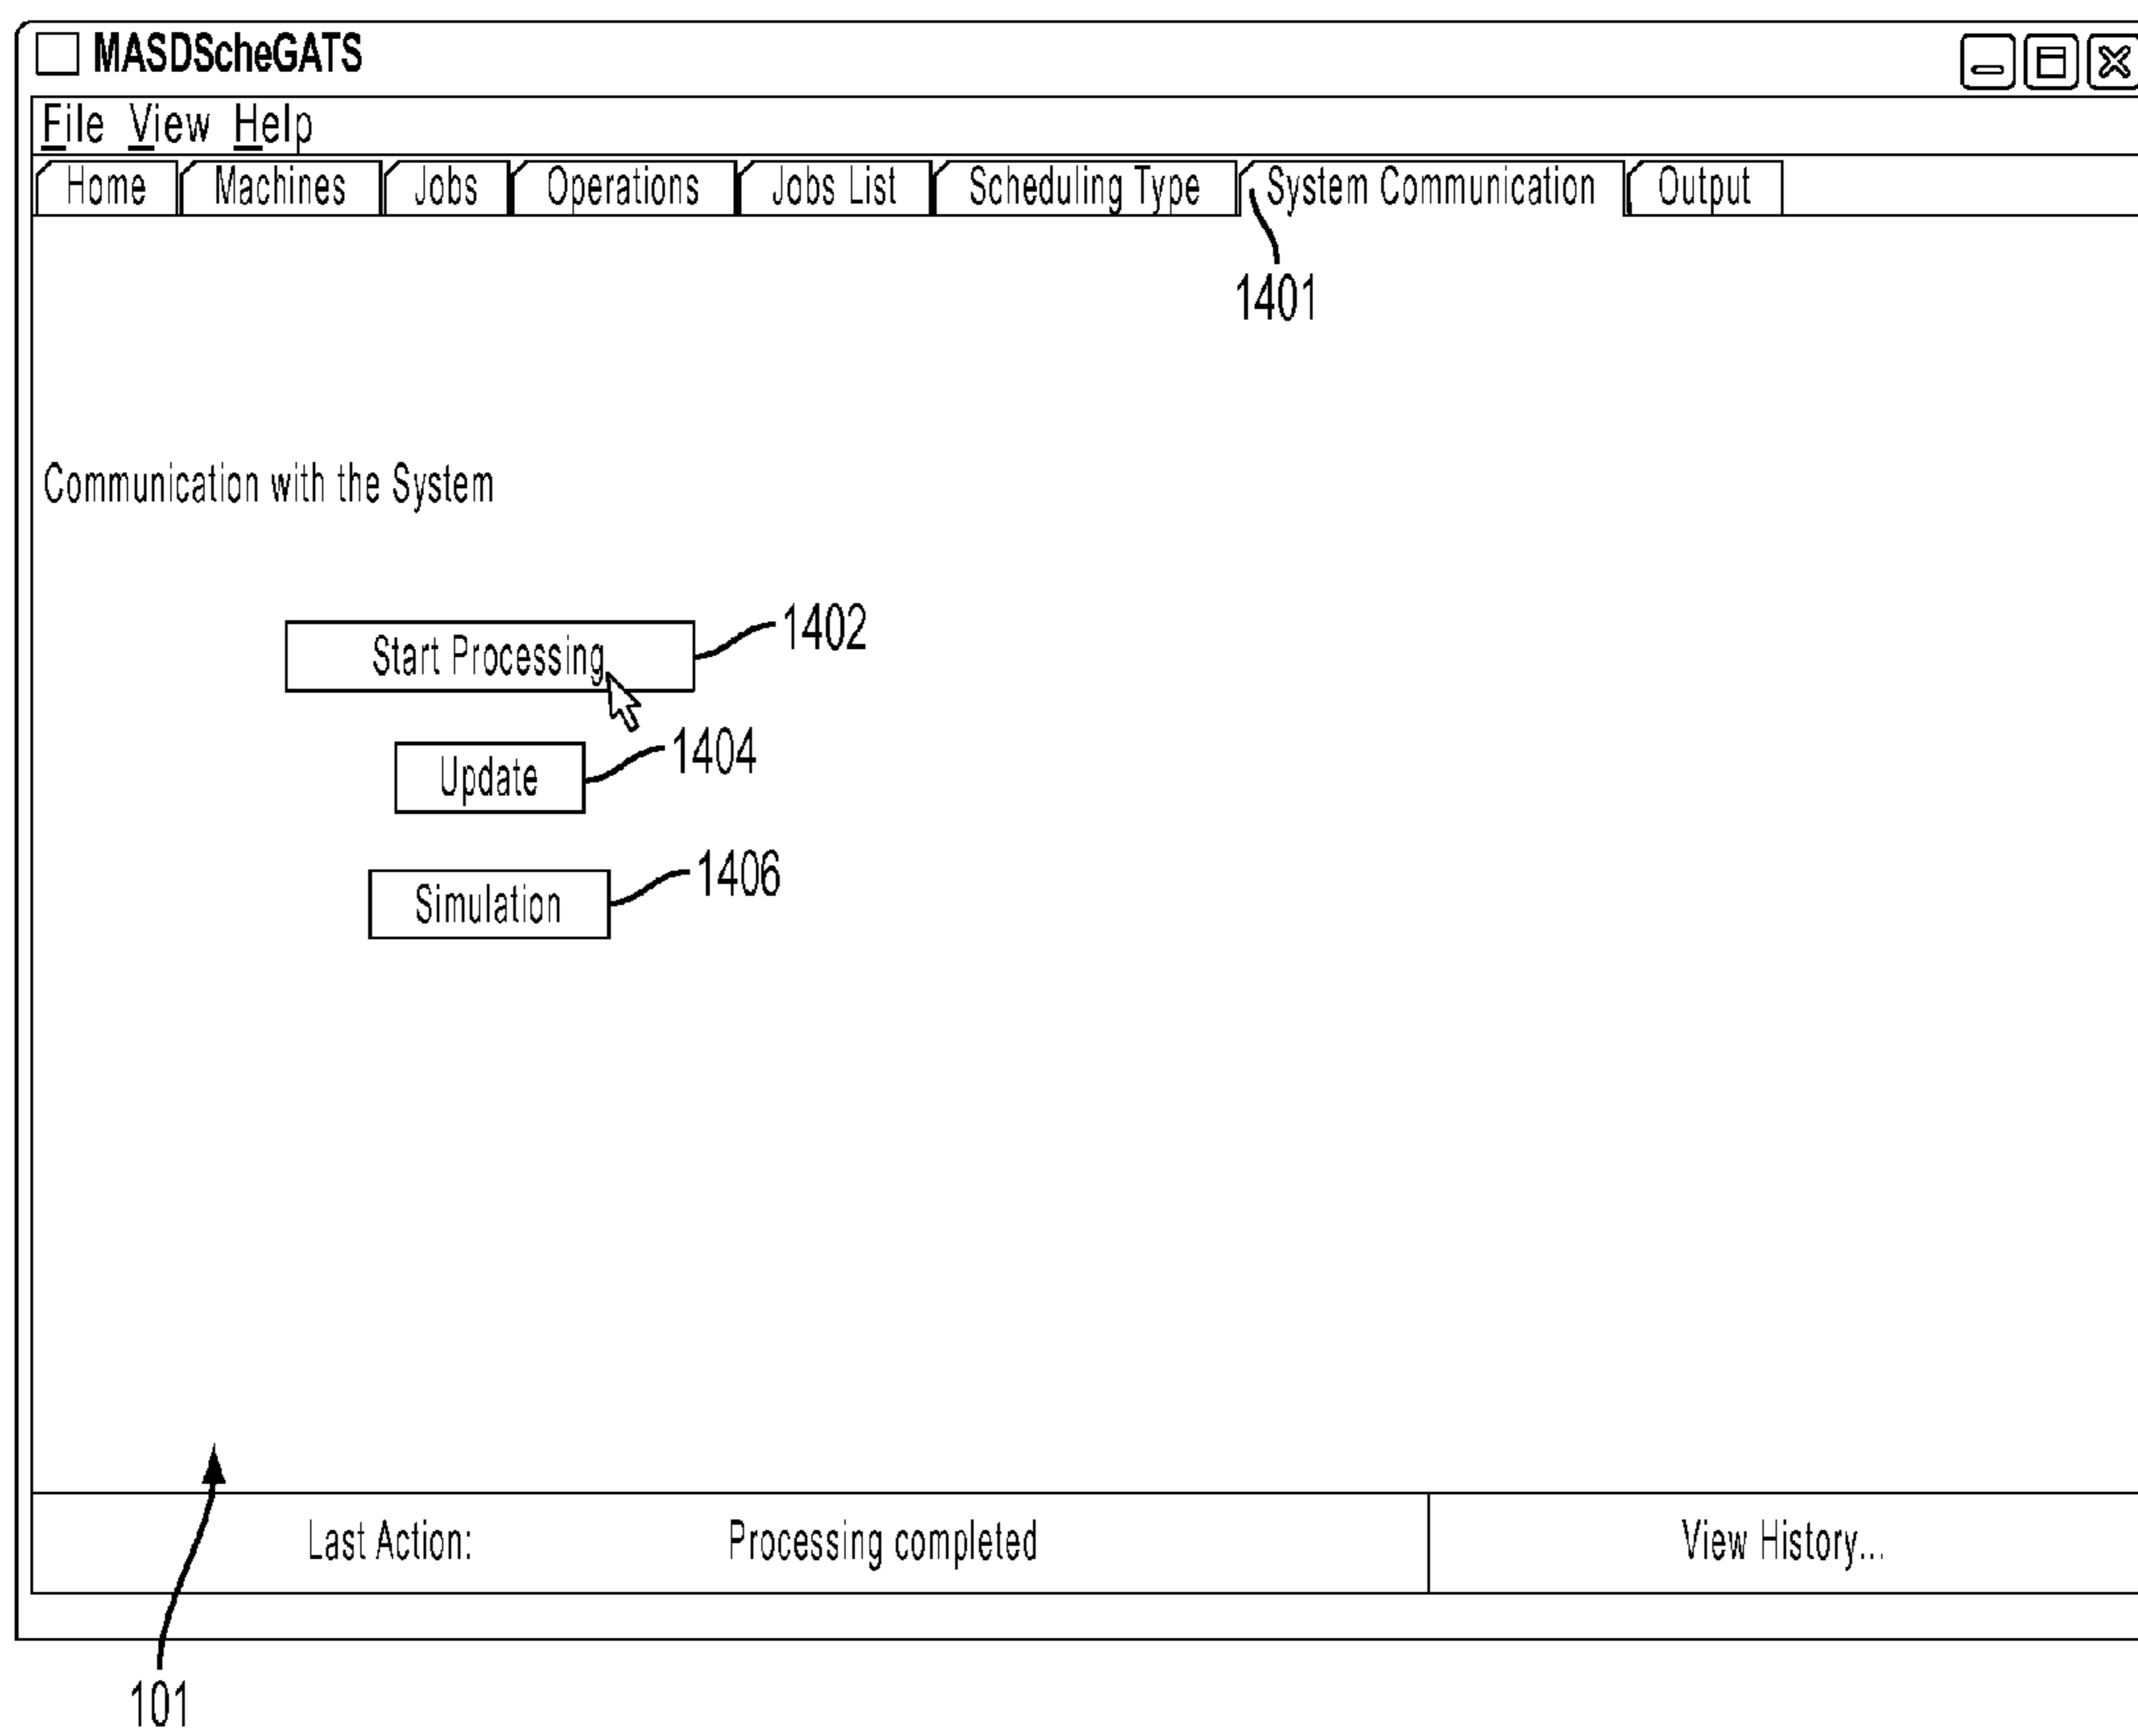 MASDScheGATS
File View Help
Home Machines Jobs Operations Jobs List Scheduling Type System Communication Output
1401
Communication with the System
Start Processing 1402
Update 1404
Simulation 1406
Last Action: Processing completed View History...
101